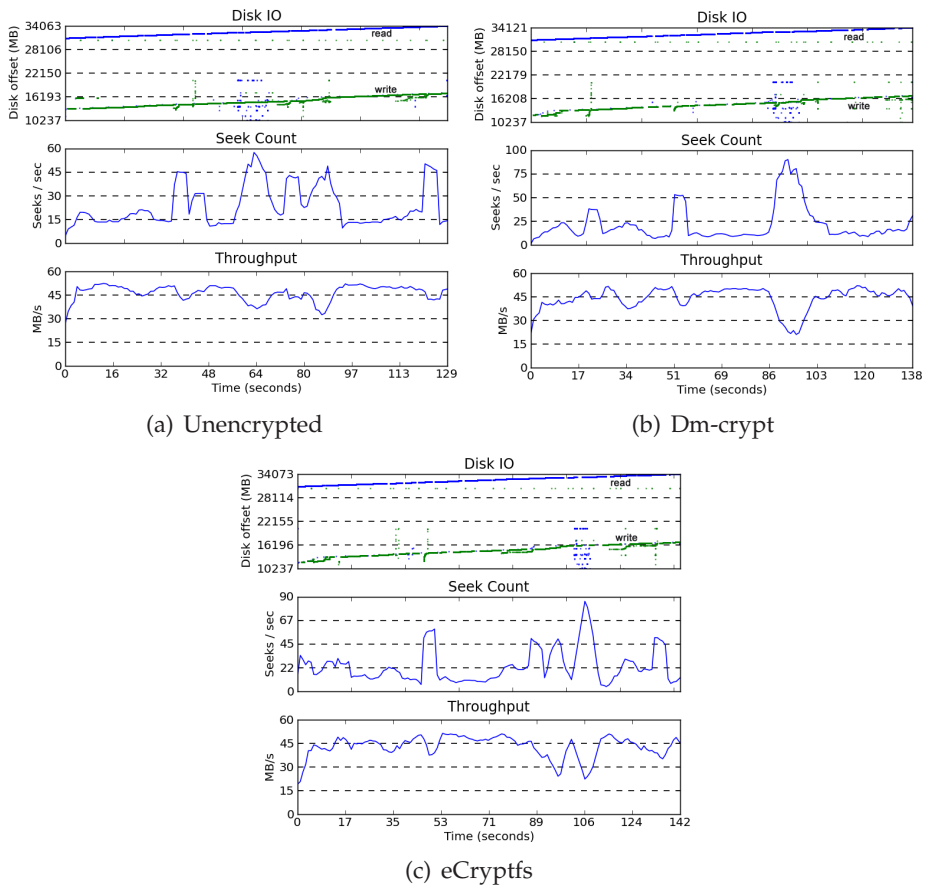 Disk IO
Disk offset (MB)
34063
28106
22150
16193
10237
read
write
Seek Count
Seeks / sec
60
45
30
15
0
Throughput
MB/s
60
45
30
15
0
0 16 32 48 64 80 97 113 129
Time (seconds)
(a) Unencrypted
Disk IO
Disk offset (MB)
34121
28150
22179
16208
10237
read
write
Seek Count
Seeks / sec
100
75
50
25
0
Throughput
MB/s
60
45
30
15
0
0 17 34 51 69 86 103 120 138
Time (seconds)
(b) Dm-crypt
Disk IO
Disk offset (MB)
34073
28114
22155
16196
10237
read
write
Seek Count
Seeks / sec
90
67
45
22
0
Throughput
MB/s
60
45
30
15
0
0 17 35 53 71 89 106 124 142
Time (seconds)
(c) eCryptfs